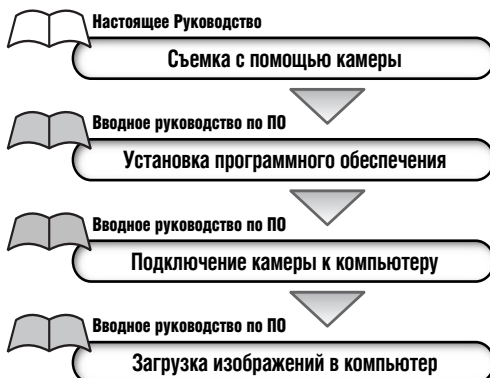 Настоящее Руководство
Съемка с помощью камеры
Вводное руководство по ПО
Установка программного обеспечения
Вводное руководство по ПО
Подключение камеры к компьютеру
Вводное руководство по ПО
Загрузка изображений в компьютер